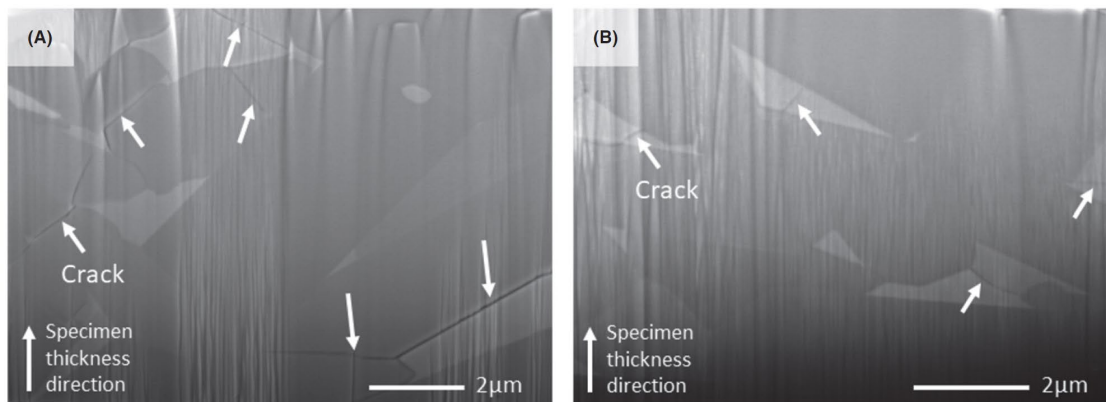 (A)
Crack
Specimen
thickness
direction
2μm
(B)
Crack
Specimen
thickness
direction
2μm